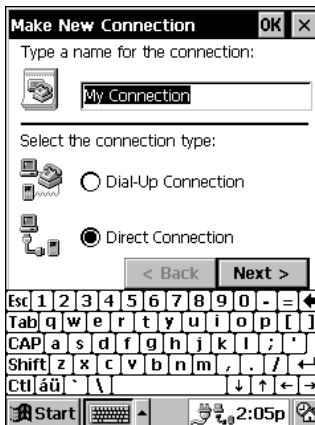 Make New Connection OK ×
Type a name for the connection:
My Connection
Select the connection type:
Dial-Up Connection
Direct Connection
< Back Next >
Esc 1 2 3 4 5 6 7 8 9 0 - = 
Tab q w e r t y u i o p [ ]
CAP a s d f g h j k l ; '
Shift z x c v b n m , . / ↵
Ctl áü ` \ ↓ ↑ ← →
Start 2:05p